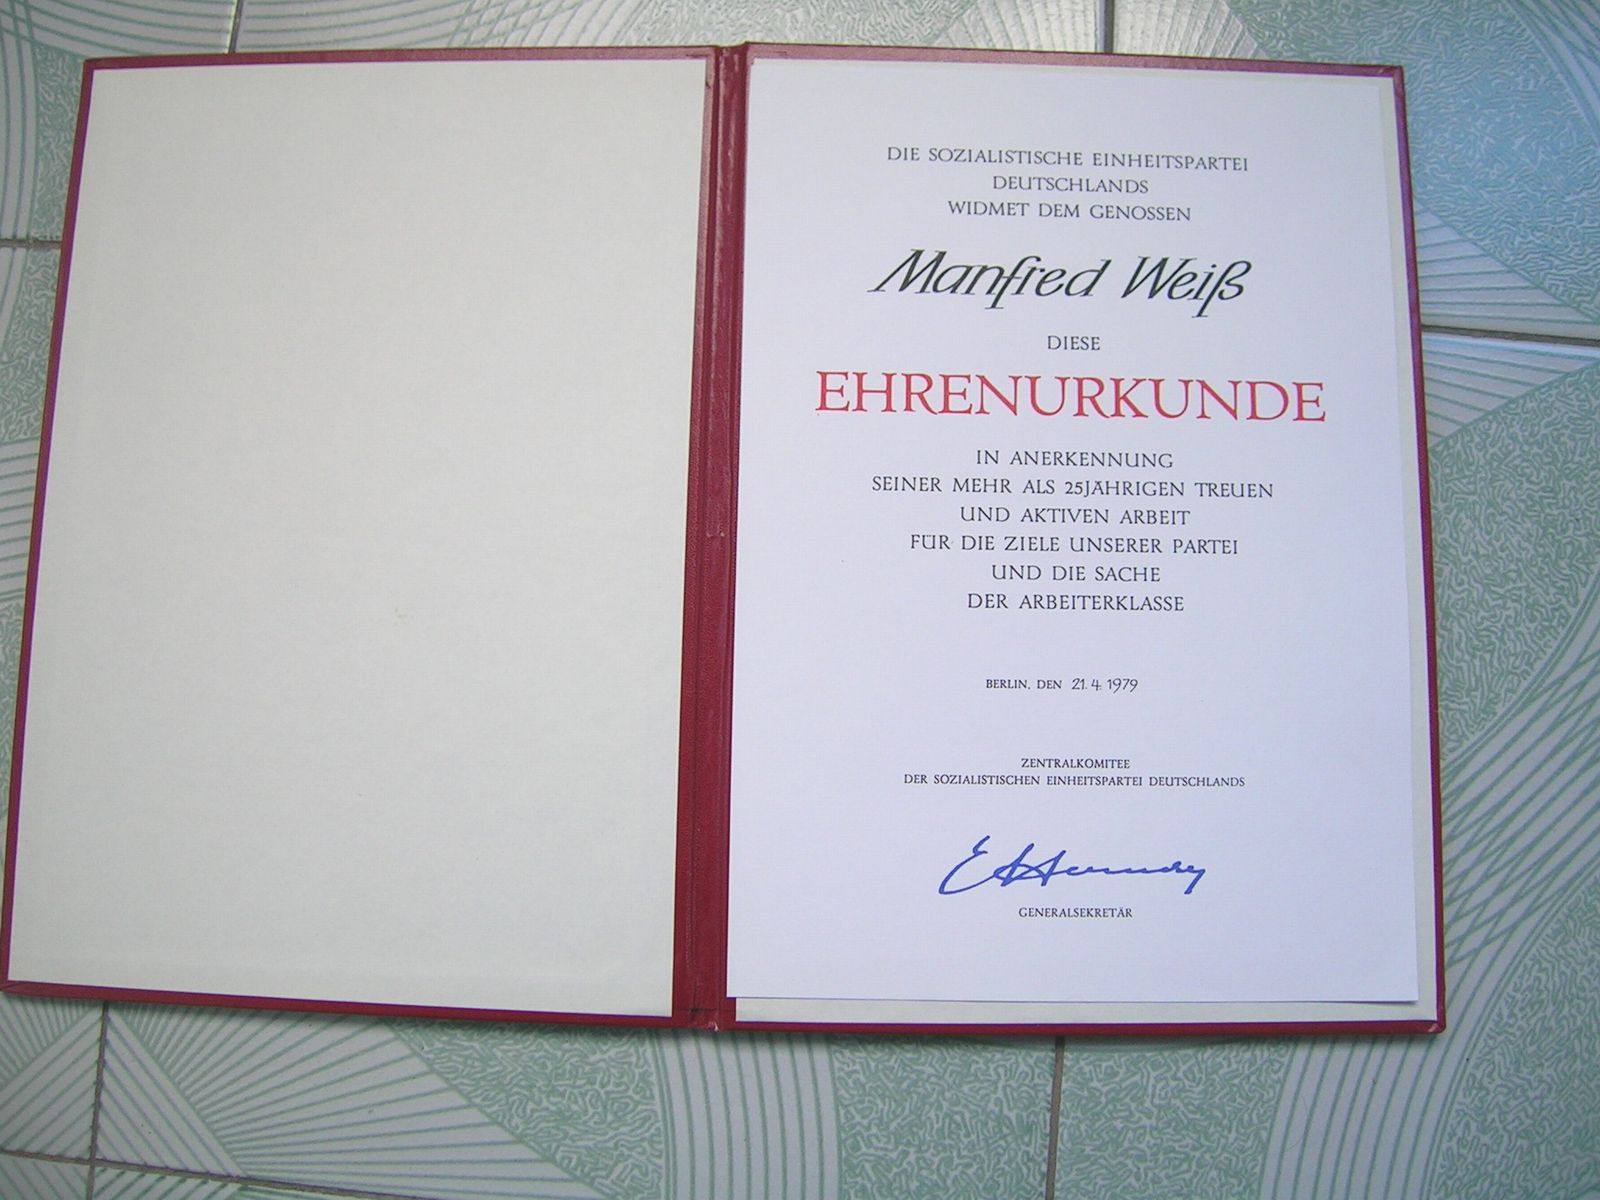 DIE SOZIALISTISCHE EINHEITSPARTEI
DEUTSCHLANDS
WIDMET DEM GENOSSEN
Manfred Weiß
DIESE
EHRENURKUNDE
IN ANERKENNUNG
SEINER MEHR ALS 25JÄHRIGEN TREUEN
UND AKTIVEN ARBEIT
FÜR DIE ZIELE UNSERER PARTEI
UND DIE SACHE
DER ARBEITERKLASSE
BERLIN, DEN 21.4.1979
ZENTRALKOMITEE
DER SOZIALISTISCHEN EINHEITSPARTEI DEUTSCHLANDS
GENERALSEKRETÄR